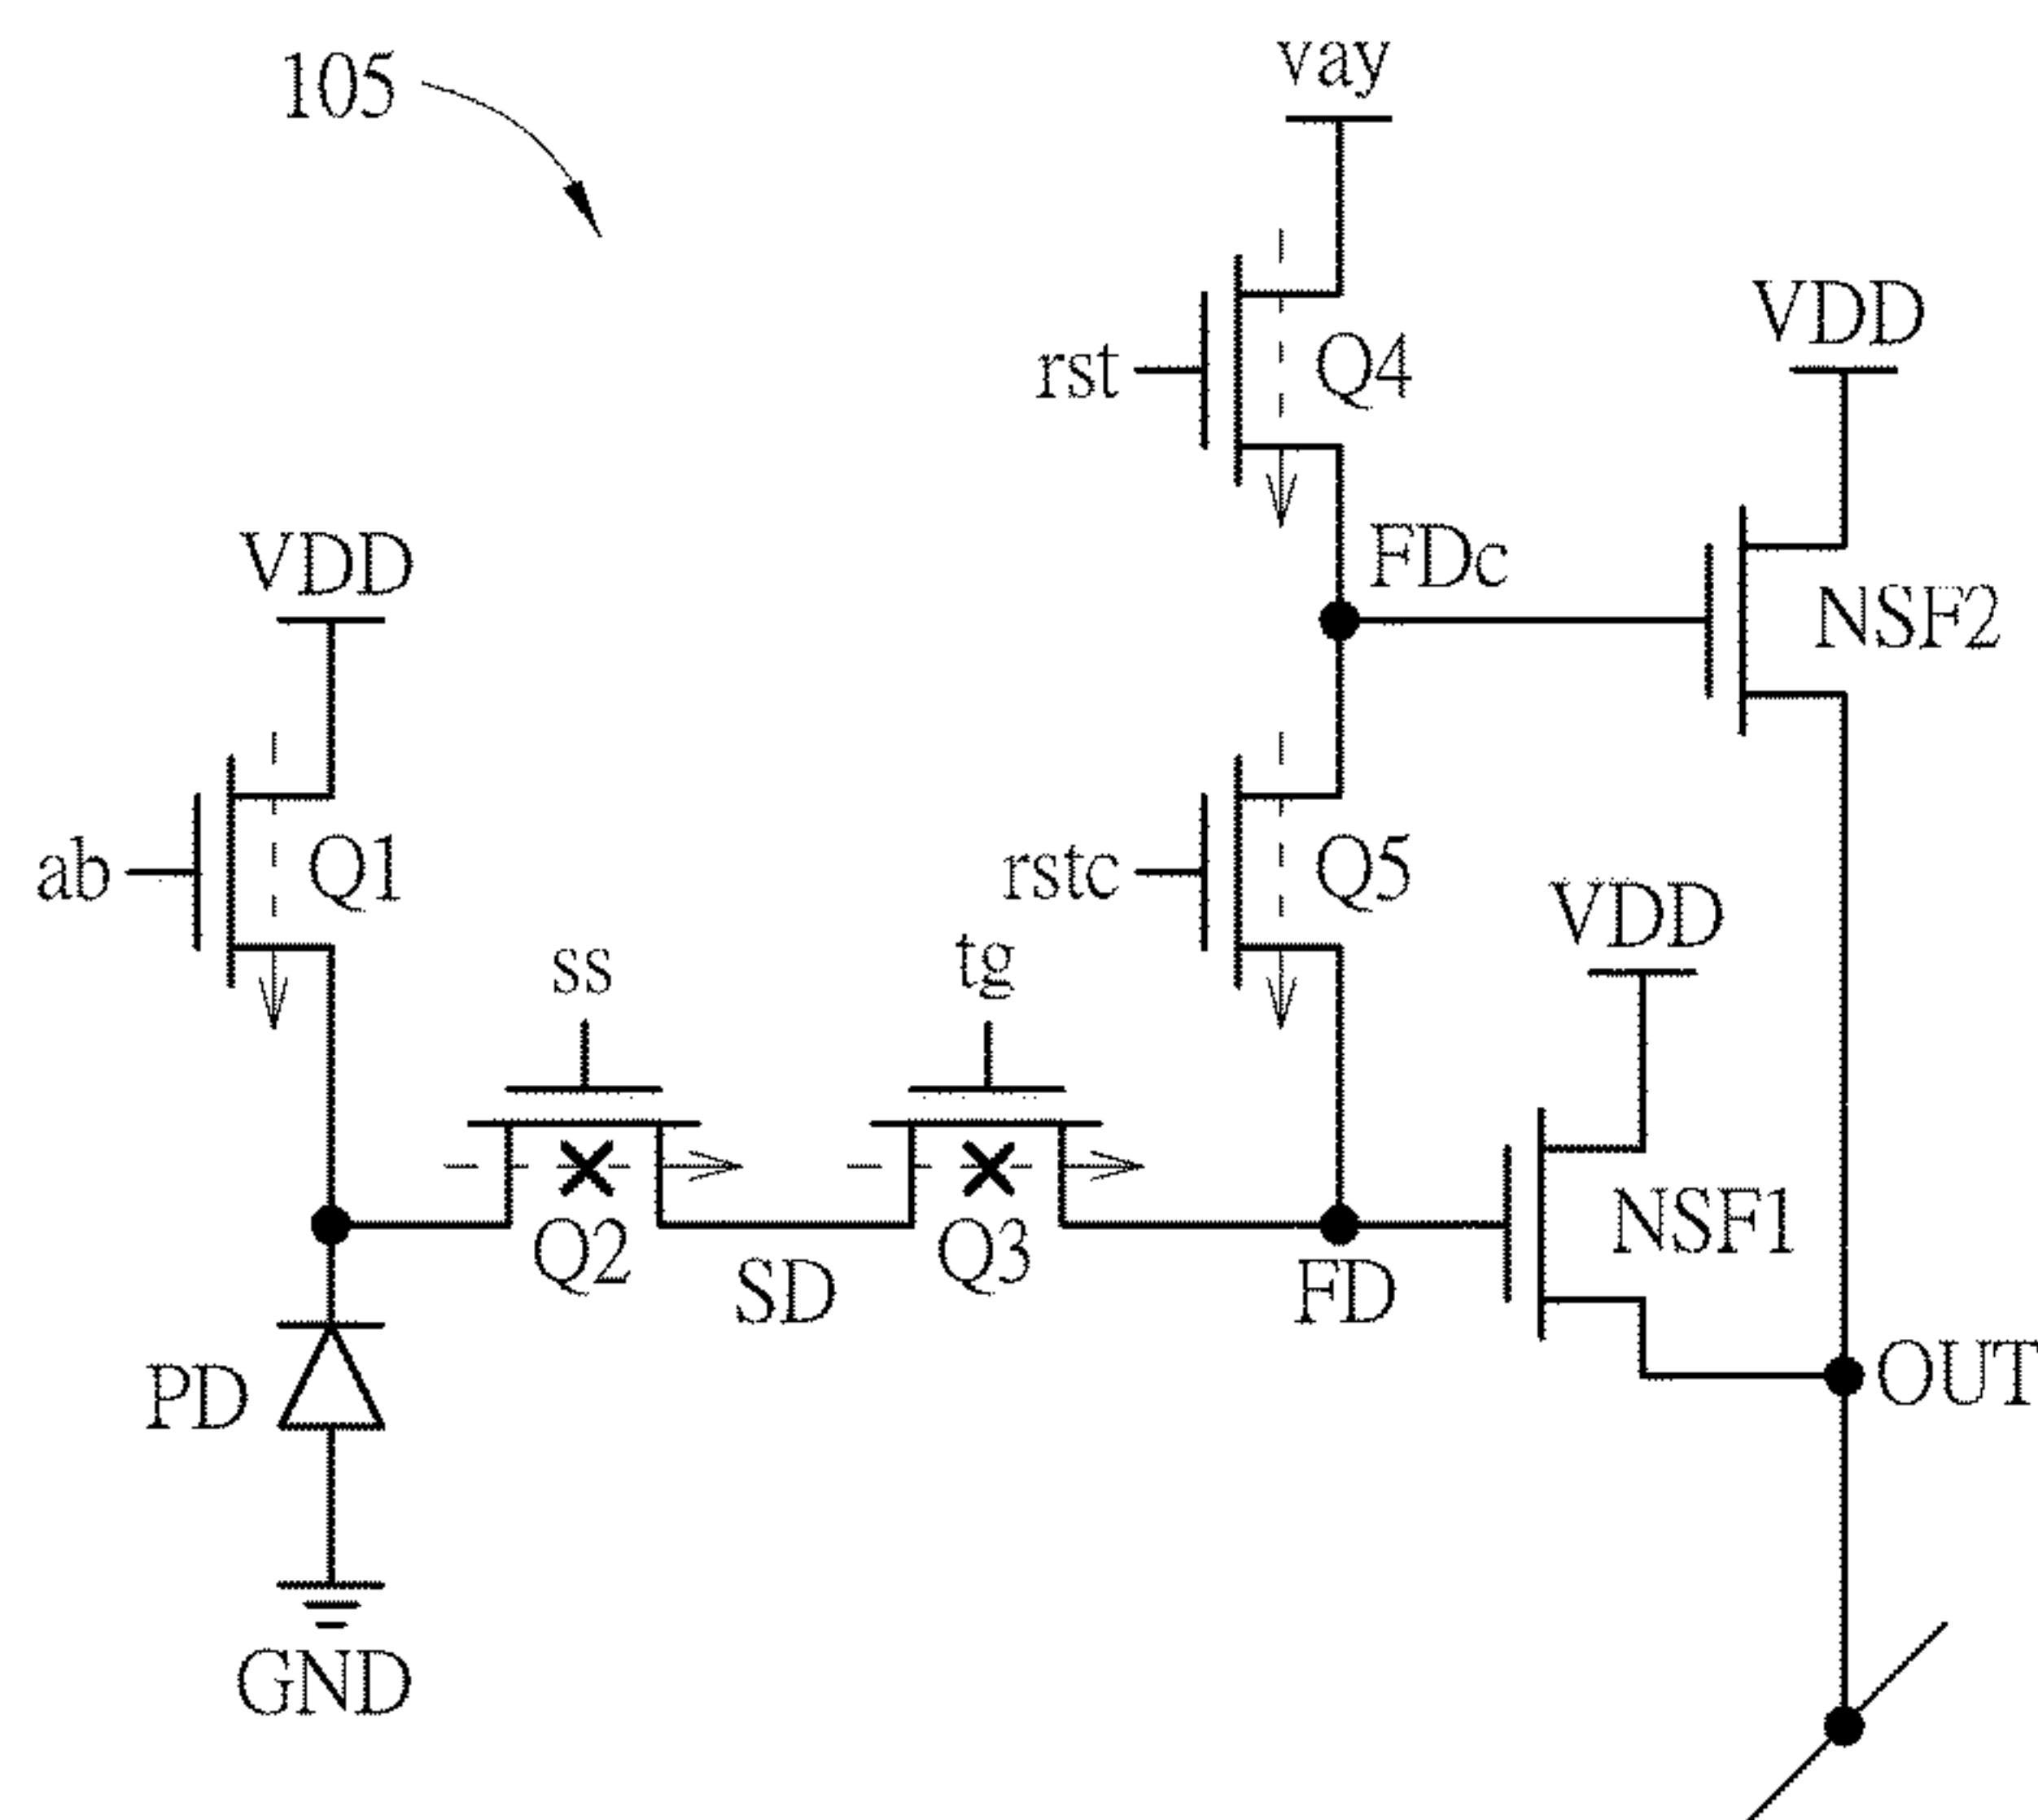 105
vay
rst
Q4
VDD
FDc
NSF2
VDD
ab
Q1
rstc
Q5
VDD
ss
tg
Q2
SD
Q3
FD
NSF1
PD
OUT
GND